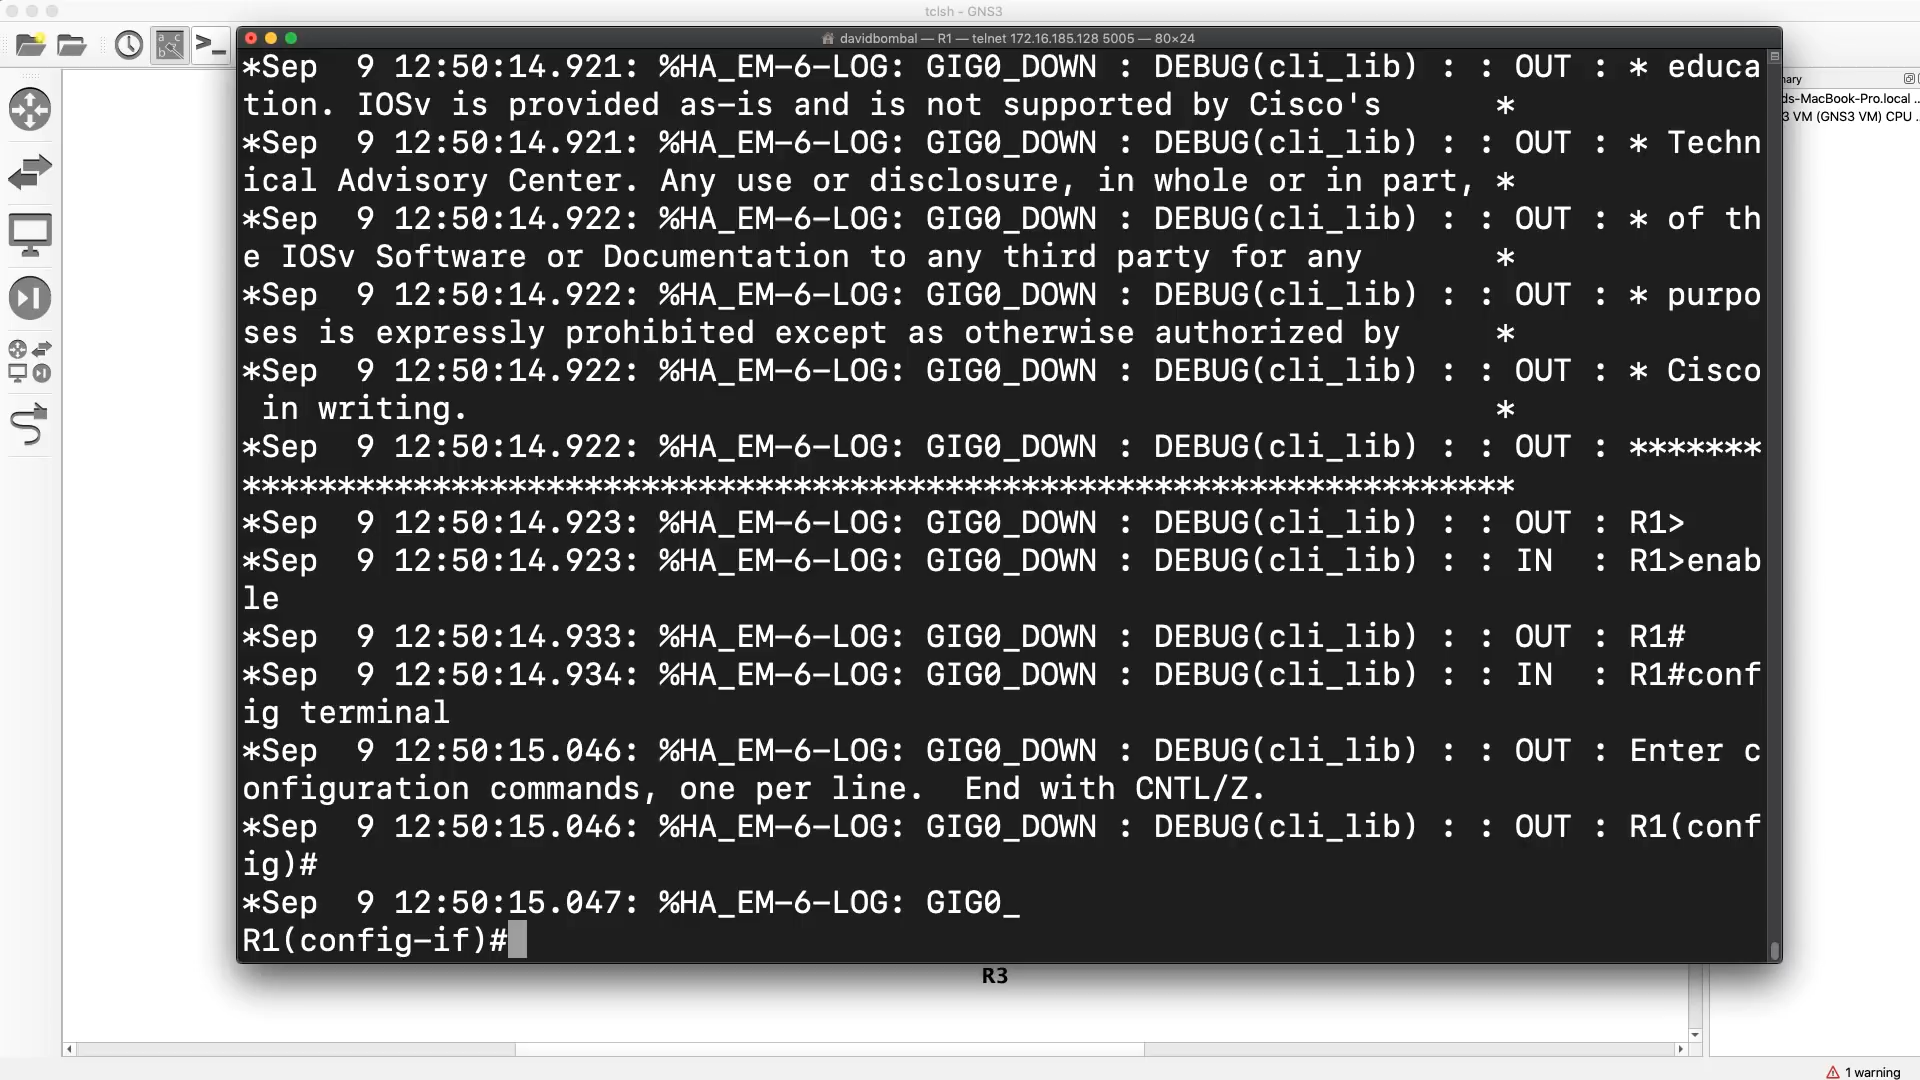 tclsh - GNS3
davidbombal — R1 — telnet 172.16.185.128 5005 — 80×24
*Sep  9 12:50:14.921: %HA_EM-6-LOG: GIG0_DOWN : DEBUG(cli_lib) : : OUT : * educa
tion. IOSv is provided as-is and is not supported by Cisco's      *
*Sep  9 12:50:14.921: %HA_EM-6-LOG: GIG0_DOWN : DEBUG(cli_lib) : : OUT : * Techn
ical Advisory Center. Any use or disclosure, in whole or in part, *
*Sep  9 12:50:14.922: %HA_EM-6-LOG: GIG0_DOWN : DEBUG(cli_lib) : : OUT : * of th
e IOSv Software or Documentation to any third party for any       *
*Sep  9 12:50:14.922: %HA_EM-6-LOG: GIG0_DOWN : DEBUG(cli_lib) : : OUT : * purpo
ses is expressly prohibited except as otherwise authorized by     *
*Sep  9 12:50:14.922: %HA_EM-6-LOG: GIG0_DOWN : DEBUG(cli_lib) : : OUT : * Cisco
 in writing.                                                      *
*Sep  9 12:50:14.922: %HA_EM-6-LOG: GIG0_DOWN : DEBUG(cli_lib) : : OUT : *******
*******************************************************************
*Sep  9 12:50:14.923: %HA_EM-6-LOG: GIG0_DOWN : DEBUG(cli_lib) : : OUT : R1>
*Sep  9 12:50:14.923: %HA_EM-6-LOG: GIG0_DOWN : DEBUG(cli_lib) : : IN  : R1>enab
le
*Sep  9 12:50:14.933: %HA_EM-6-LOG: GIG0_DOWN : DEBUG(cli_lib) : : OUT : R1#
*Sep  9 12:50:14.934: %HA_EM-6-LOG: GIG0_DOWN : DEBUG(cli_lib) : : IN  : R1#conf
ig terminal
*Sep  9 12:50:15.046: %HA_EM-6-LOG: GIG0_DOWN : DEBUG(cli_lib) : : OUT : Enter c
onfiguration commands, one per line.  End with CNTL/Z.
*Sep  9 12:50:15.046: %HA_EM-6-LOG: GIG0_DOWN : DEBUG(cli_lib) : : OUT : R1(conf
ig)#
*Sep  9 12:50:15.047: %HA_EM-6-LOG: GIG0_
R1(config-if)#
R3
nary
ds-MacBook-Pro.local ..
3 VM (GNS3 VM) CPU ..
1 warning